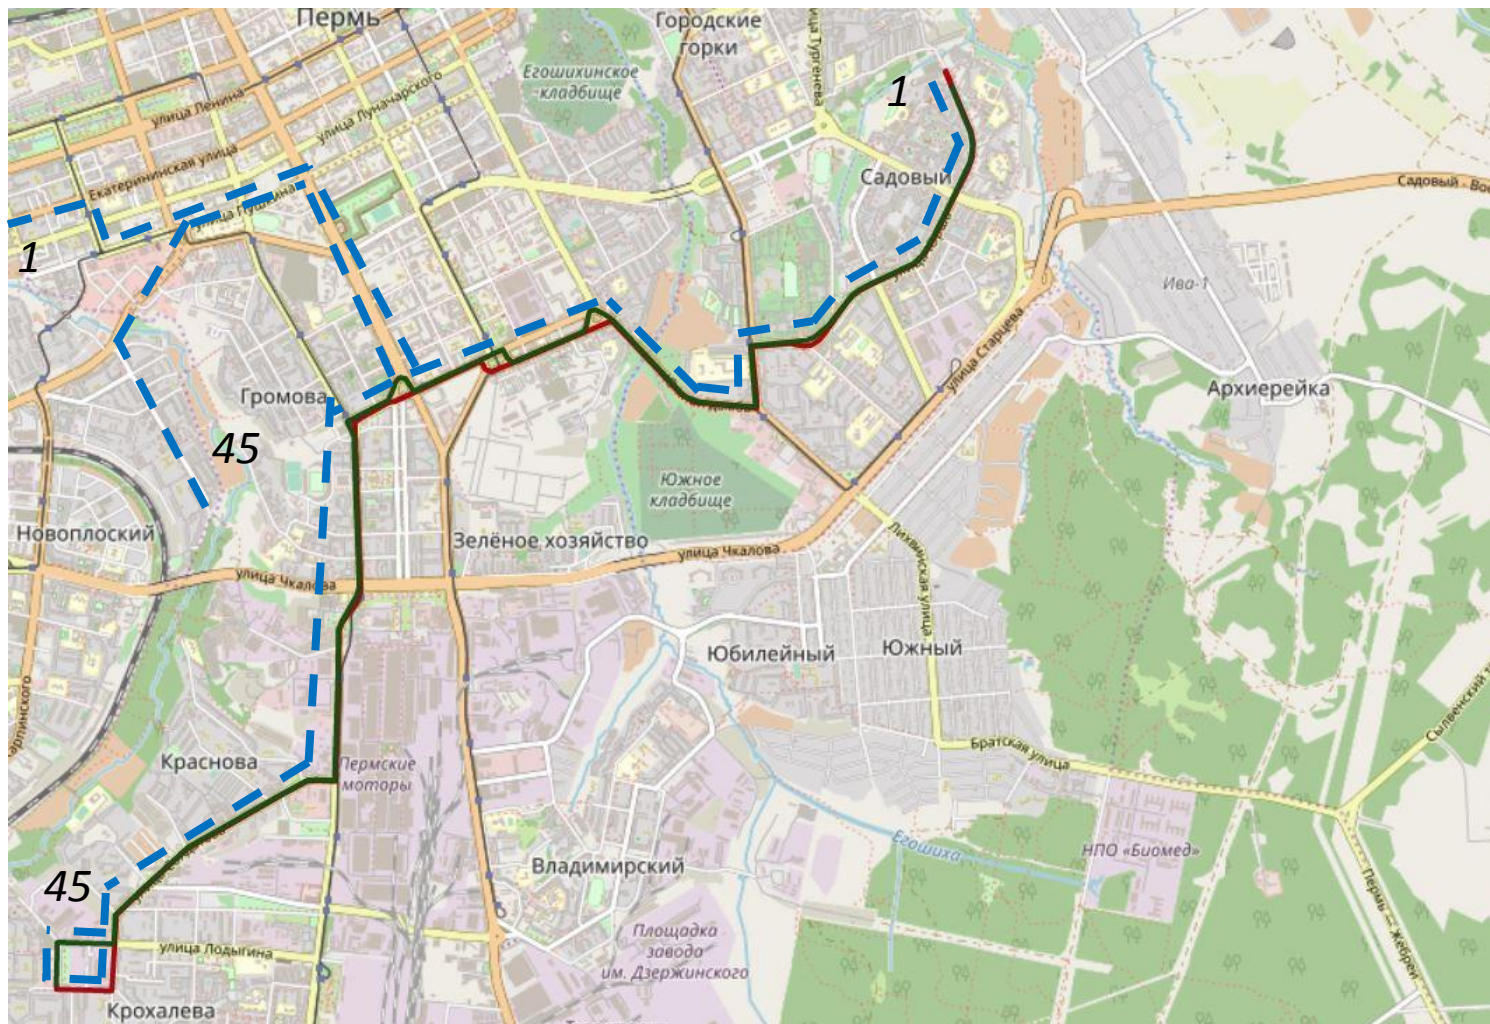 Пермь
Городские
горки
улица Ленина
улица Луначарского
Егошихинское
кладбище
Тургенева
1
Екатерининская улица
улица Пушкина
Садовый
Садовый - Во
1
Ива-1
улица Старцева
Громова
Архиерейка
45
Южное
кладбище
Новоплоский
Зелёное хозяйство
улица Чкалова
улица Чкалова
Лихвинская улица
Юбилейный
Южный
Краснова
Пермские
моторы
Братская улица
Сылвенский
Егошиха
НПО «Биомед»
Владимирский
45
Пермь — Жебреи
улица Лодыгина
Площадка
завода
им. Дзержинского
Крохалева